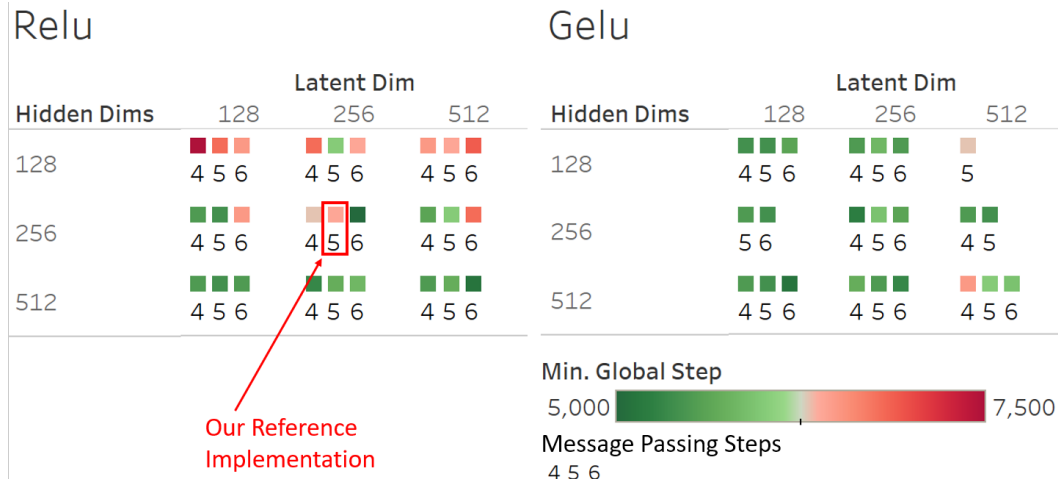 Relu
Latent Dim
Hidden Dims 128 256 512
128
4 5 6 4 5 6 4 5 6
256
4 5 6 4 5 6 4 5 6
512
4 5 6 4 5 6 4 5 6
Our Reference
Implementation
Gelu
Latent Dim
Hidden Dims 128 256 512
128
4 5 6 4 5 6 5
256
5 6 4 5 6 4 5
512
4 5 6 4 5 6 4 5 6
Min. Global Step
5,000 7,500
Message Passing Steps
4 5 6